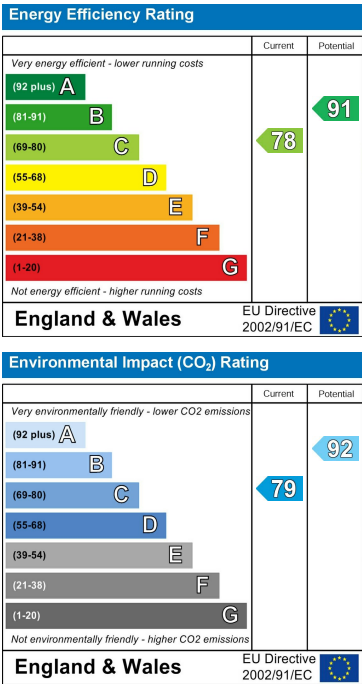 Energy Efficiency Rating
Current Potential
Very energy efficient - lower running costs
(92 plus) A
(81-91) B
91
(69-80) C
78
(55-68) D
(39-54) E
(21-38) F
(1-20) G
Not energy efficient - higher running costs
England & Wales
EU Directive
2002/91/EC
Environmental Impact (CO₂) Rating
Current Potential
Very environmentally friendly - lower CO2 emissions
(92 plus) A
92
(81-91) B
(69-80) C
79
(55-68) D
(39-54) E
(21-38) F
(1-20) G
Not environmentally friendly - higher CO2 emissions
England & Wales
EU Directive
2002/91/EC